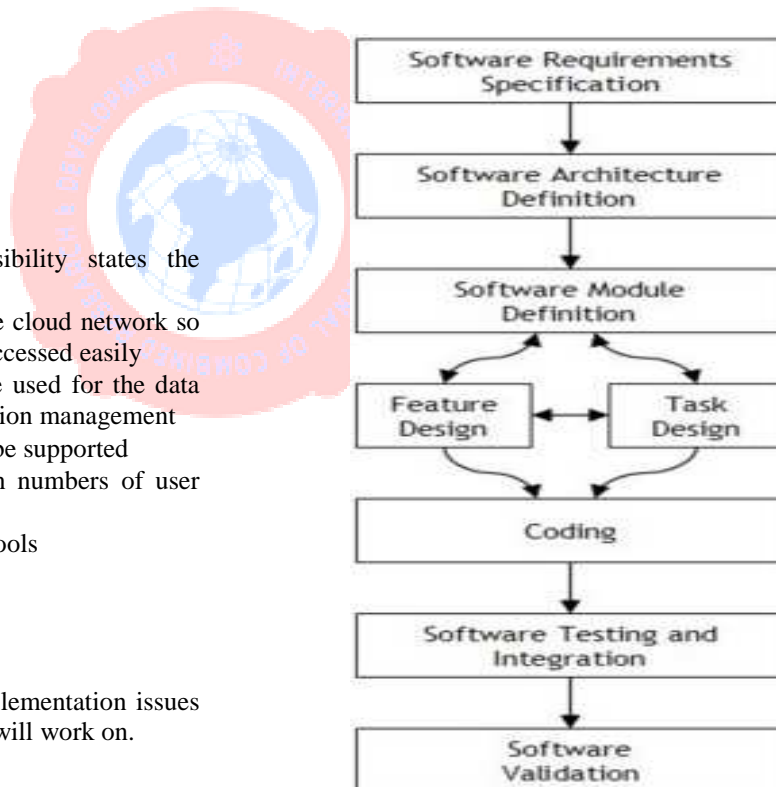 sibility states the
cloud network so
ccessed easily
used for the data
ion management
be supported
numbers of user
ools
plementation issues
will work on.
Software Requirements
Specification
Software Architecture
Definition
Software Module
Definition
Feature
Design
Task
Design
Coding
Software Testing and
Integration
Software
Validation